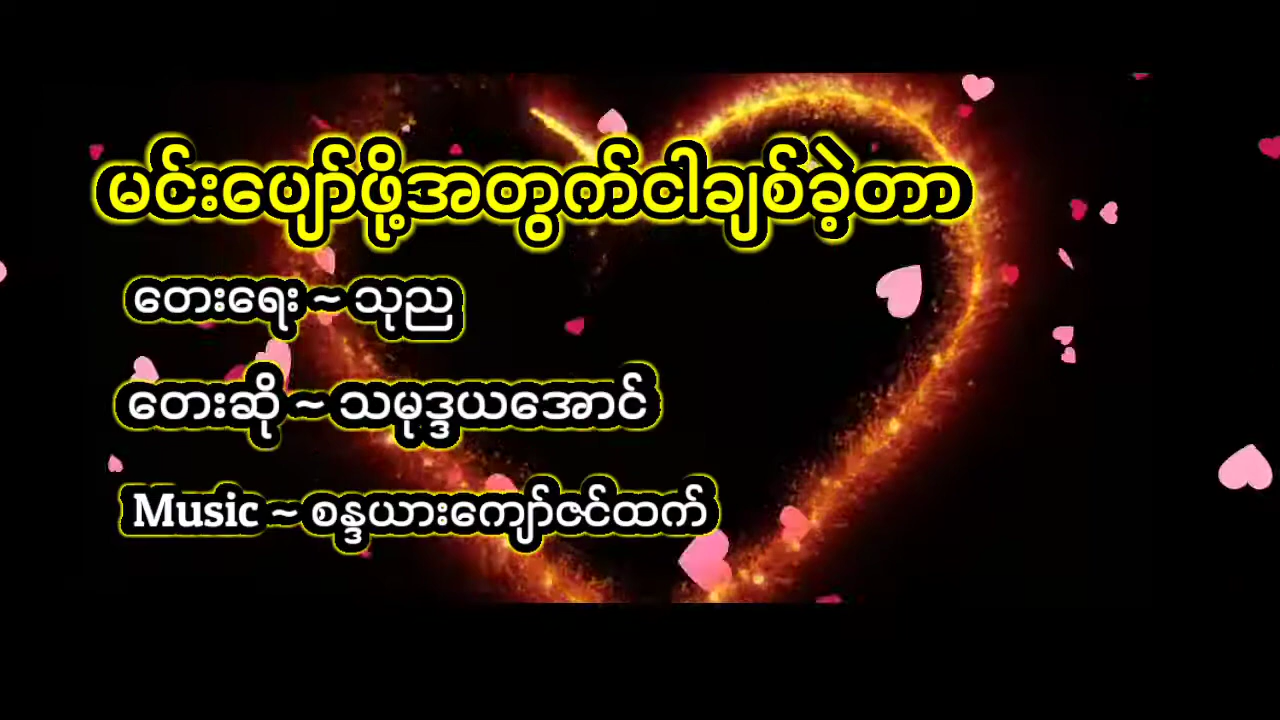 မင်းပျော်ဖို့အတွက်ငါချစ်ခဲ့တာ
တေးရေး ~ သုည
တေးဆို ~ သမုဒ္ဒယအောင်
Music ~ စန္ဒယားကျော်ဇင်ထက်